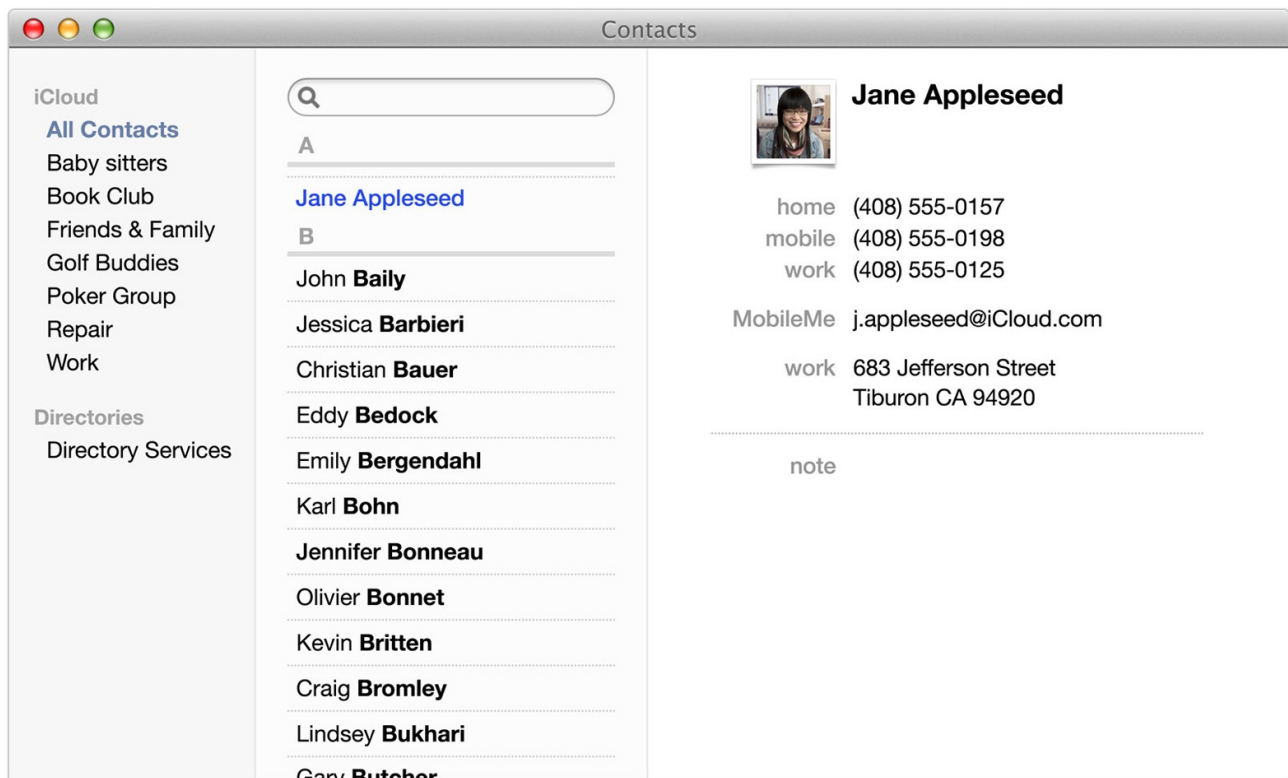 Contacts
iCloud
All Contacts
Baby sitters
Book Club
Friends & Family
Golf Buddies
Poker Group
Repair
Work
Directories
Directory Services
A
Jane Appleseed
B
John Baily
Jessica Barbieri
Christian Bauer
Eddy Bedock
Emily Bergendahl
Karl Bohn
Jennifer Bonneau
Olivier Bonnet
Kevin Britten
Craig Bromley
Lindsey Bukhari
Gary Butcher
Jane Appleseed
home (408) 555-0157
mobile (408) 555-0198
work (408) 555-0125
MobileMe j.appleseed@iCloud.com
work 683 Jefferson Street
Tiburon CA 94920
note